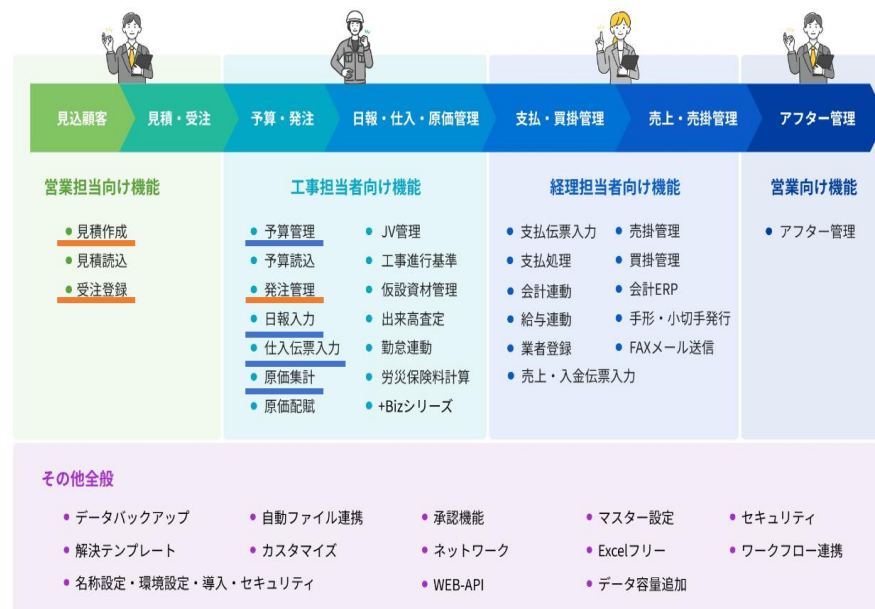 見込顧客
見積・受注
予算・発注
日報・仕入・原価管理
支払・買掛管理
売上・売掛管理
アフター管理
営業担当向け機能
見積作成
見積読込
受注登録
工事担当者向け機能
予算管理
予算読込
発注管理
日報入力
仕入伝票入力
原価集計
原価配賦
JV管理
工事進行基準
仮設資材管理
出来高査定
勤怠連動
労災保険料計算
+Bizシリーズ
経理担当者向け機能
支払伝票入力
支払処理
会計連動
給与連動
業者登録
売上・入金伝票入力
売掛管理
買掛管理
会計ERP
手形・小切手発行
FAXメール送信
営業向け機能
アフター管理
その他全般
データバックアップ
自動ファイル連携
承認機能
マスター設定
セキュリティ
解決テンプレート
カスタマイズ
ネットワーク
Excelフリー
ワークフロー連携
名称設定・環境設定・導入・セキュリティ
WEB-API
データ容量追加